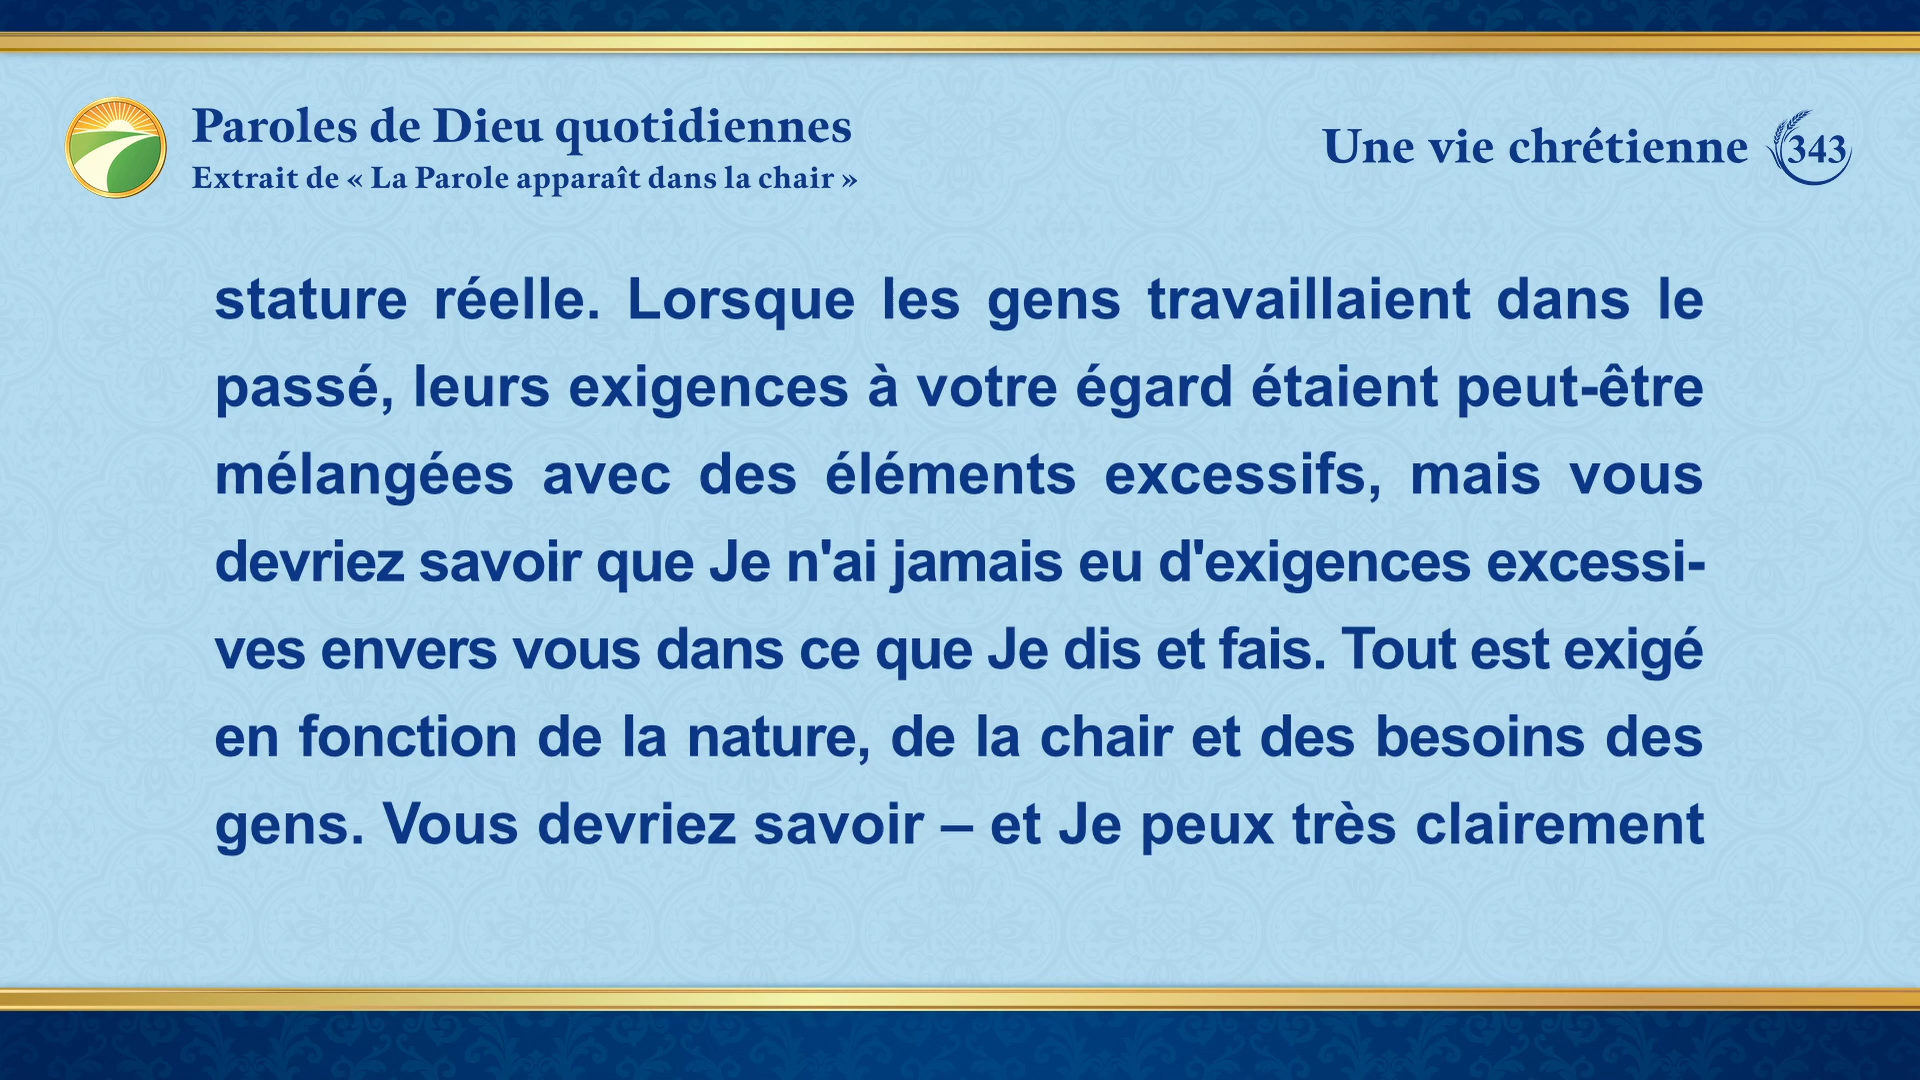 Paroles de Dieu quotidiennes
Extrait de « La Parole apparaît dans la chair »
Une vie chrétienne 343
stature réelle. Lorsque les gens travaillaient dans le
passé, leurs exigences à votre égard étaient peut-être
mélangées avec des éléments excessifs, mais vous
devriez savoir que Je n'ai jamais eu d'exigences excessi-
ves envers vous dans ce que Je dis et fais. Tout est exigé
en fonction de la nature, de la chair et des besoins des
gens. Vous devriez savoir – et Je peux très clairement